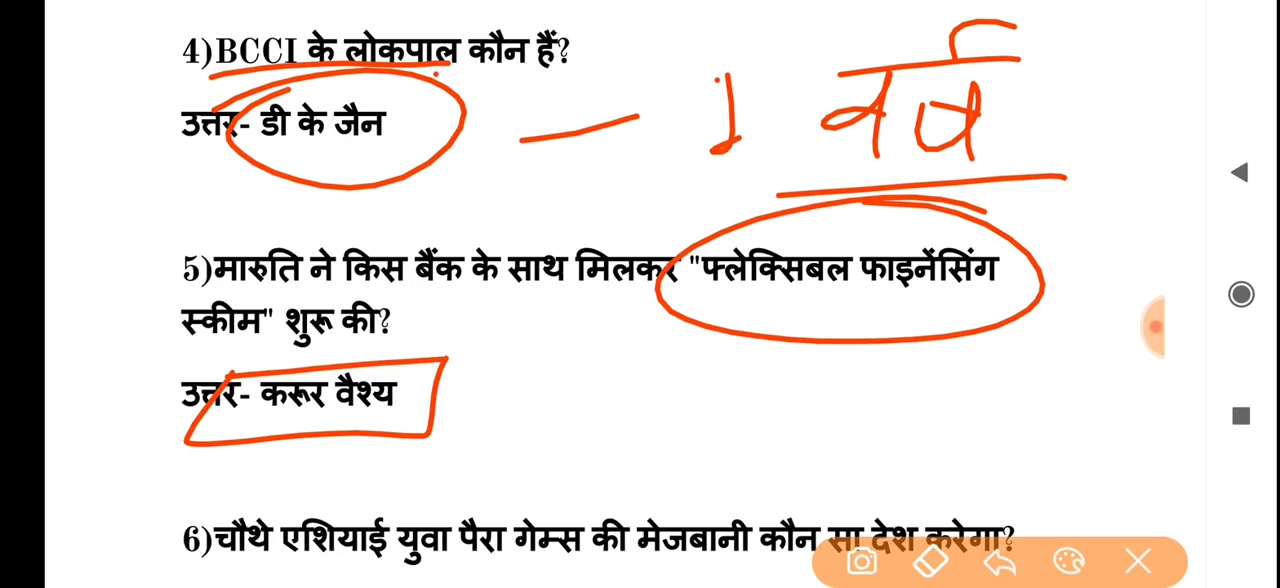 4)BCCI के लोकपाल कौन हैं?
उत्तर- डी के जैन
1 वर्ष
5)मारुति ने किस बैंक के साथ मिलकर "फ्लेक्सिबल फाइनेंसिंग
स्कीम" शुरू की?
उत्तर- करूर वैश्य
6)चौथे एशियाई युवा पैरा गेम्स की मेजबानी कौन सा देश करेगा?